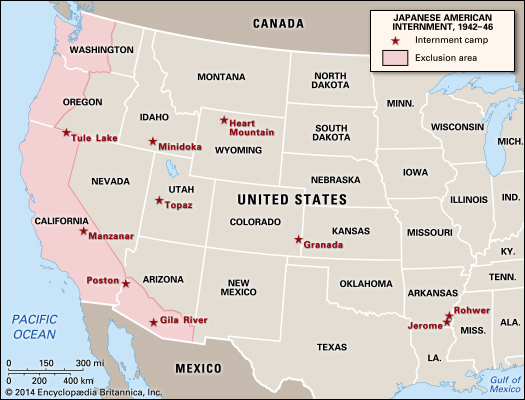 CANADA
JAPANESE AMERICAN
INTERNMENT, 1942–46
Internment camp
Exclusion area
WASHINGTON
MONTANA
NORTH
DAKOTA
MINN.
OREGON
IDAHO
Tule Lake
Minidoka
Heart
Mountain
WYOMING
SOUTH
DAKOTA
WISCONSIN
MICH.
NEVADA
UTAH
Topaz
NEBRASKA
IOWA
UNITED STATES
ILLINOIS
IND.
CALIFORNIA
Manzanar
COLORADO
Granada
KANSAS
MISSOURI
KY.
Poston
ARIZONA
NEW
MEXICO
OKLAHOMA
ARKANSAS
TENN.
Gila River
Rohwer
Jerome
MISS.
ALA.
PACIFIC
OCEAN
TEXAS
LA.
MEXICO
Gulf of
Mexico
0 150 300 mi
0 200 400 km
© 2014 Encyclopædia Britannica, Inc.